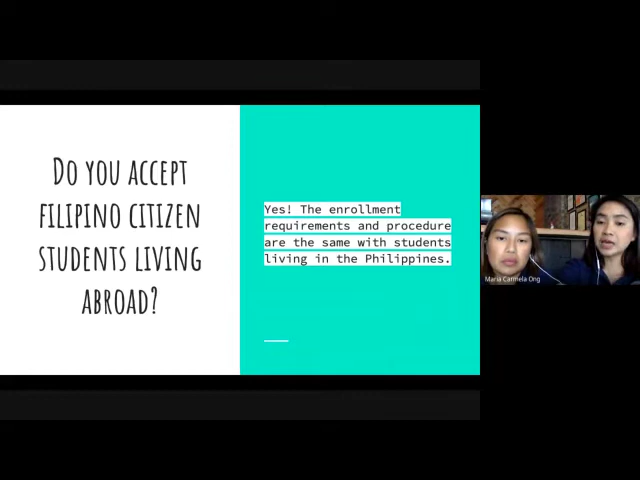 Do you accept
Filipino citizen
students living
abroad?
Yes! The enrollment
requirements and procedure
are the same with students
living in the Philippines.
Maria Carmela Ong